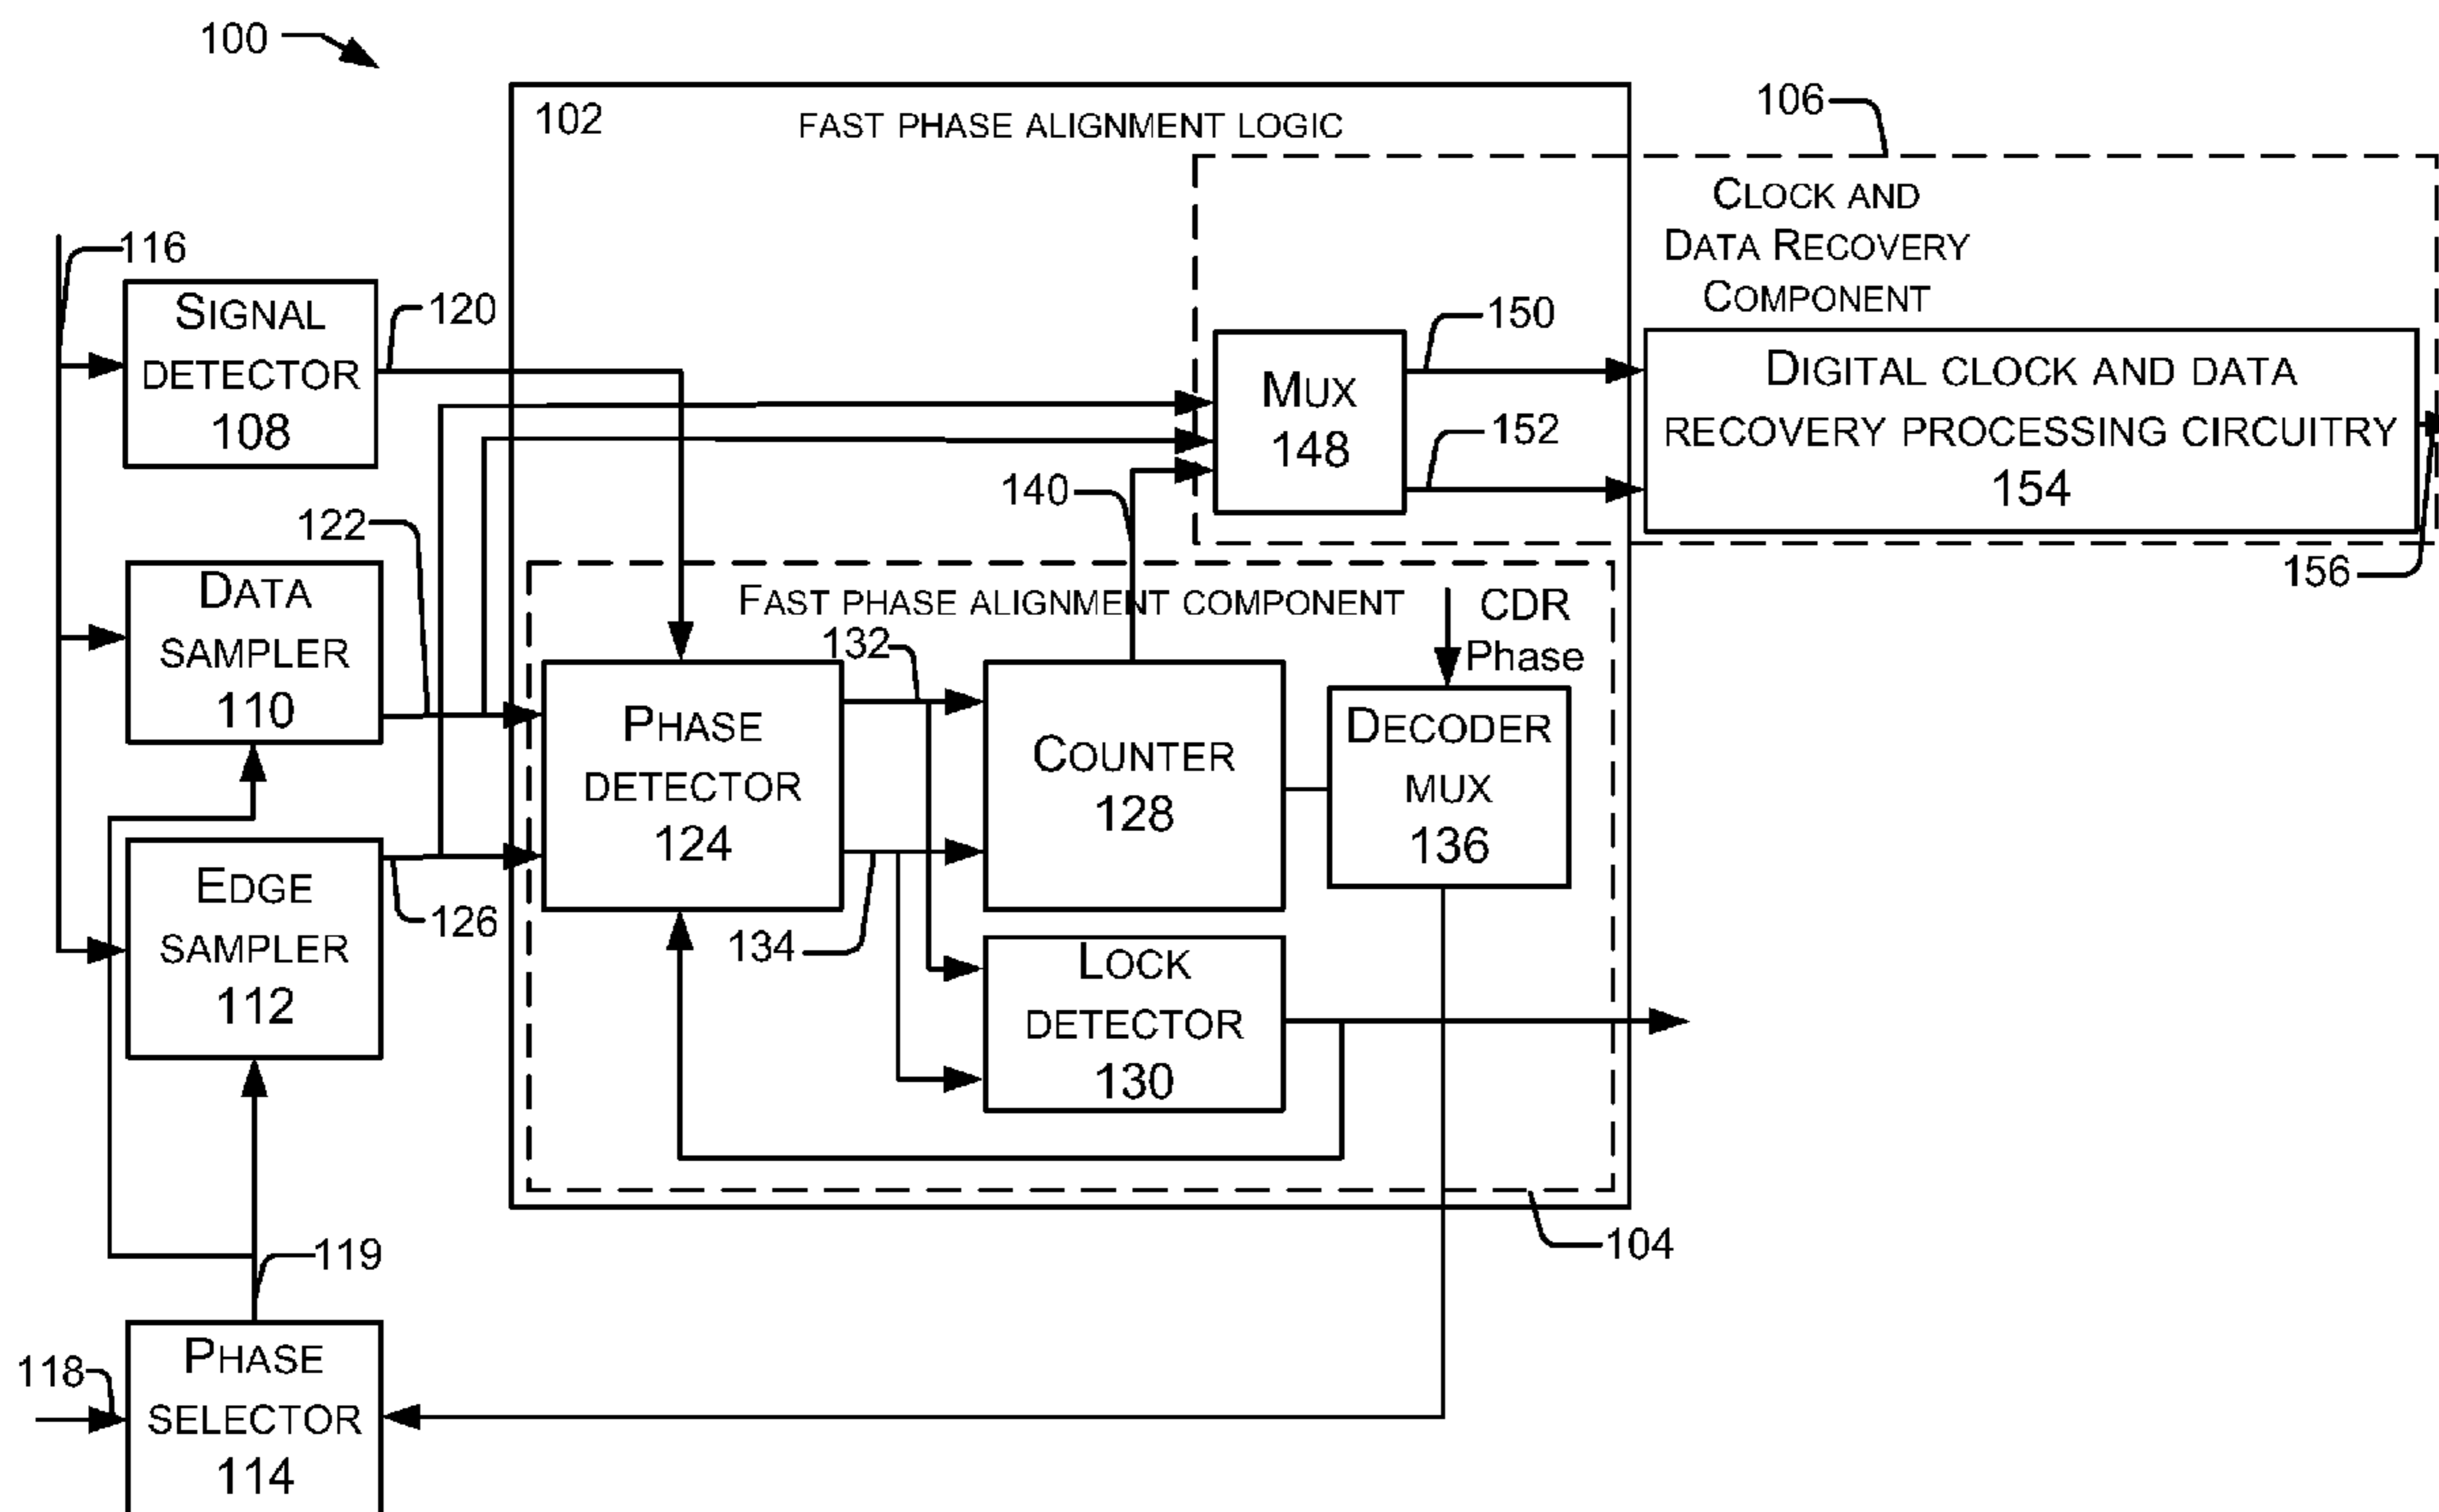 100
102
FAST PHASE ALIGNMENT LOGIC
106
CLOCK AND
DATA RECOVERY
COMPONENT
116
SIGNAL
DETECTOR
108
120
MUX
148
150
152
DIGITAL CLOCK AND DATA
RECOVERY PROCESSING CIRCUITRY
154
156
140
122
DATA
SAMPLER
110
FAST PHASE ALIGNMENT COMPONENT
CDR
Phase
132
PHASE
DETECTOR
124
COUNTER
128
DECODER
MUX
136
EDGE
SAMPLER
112
126
134
LOCK
DETECTOR
130
104
119
118
PHASE
SELECTOR
114